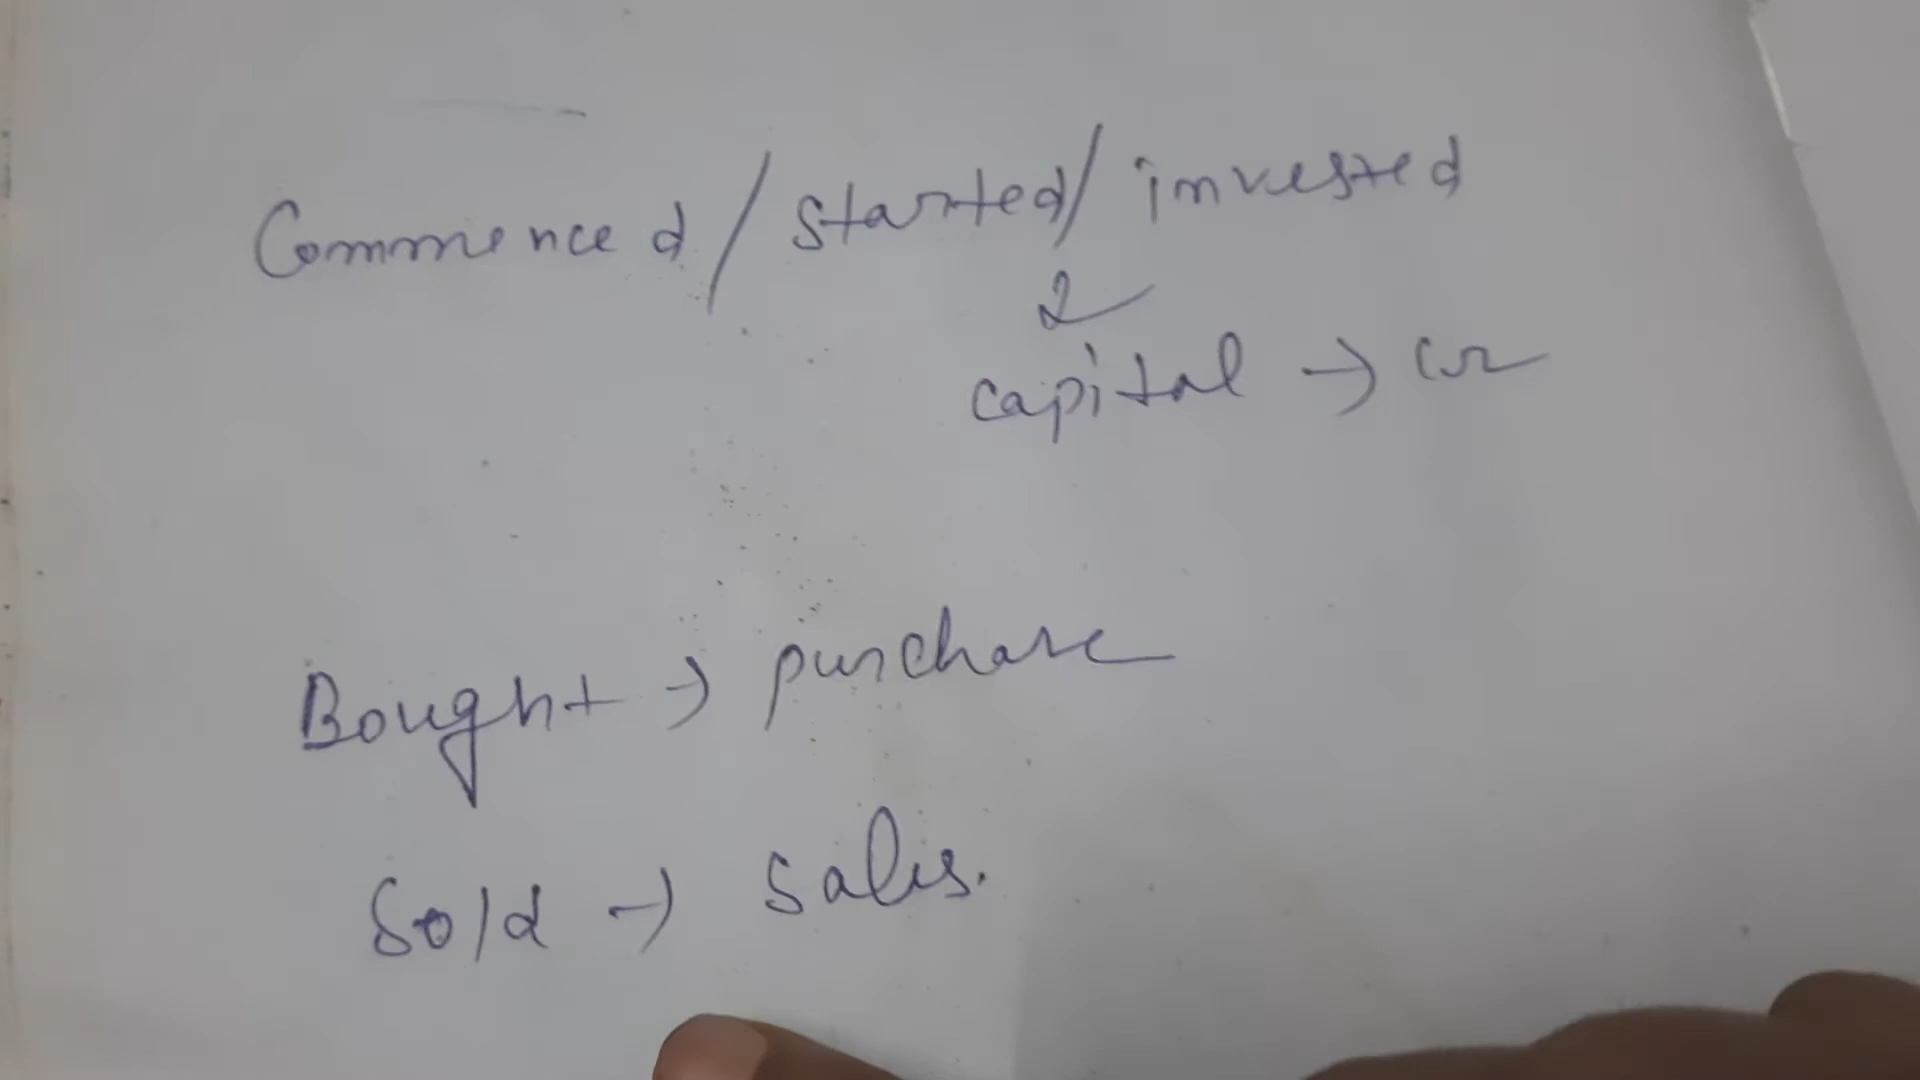 Commenced / started / invested
2
capital → cr
Bought → purchase
Sold → sales.